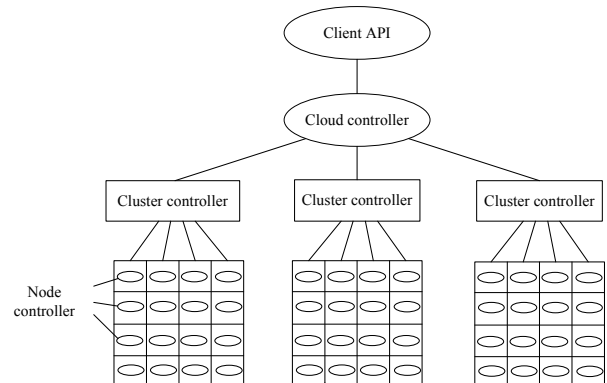 Client API
Cloud controller
Cluster controller
Cluster controller
Cluster controller
Node
controller